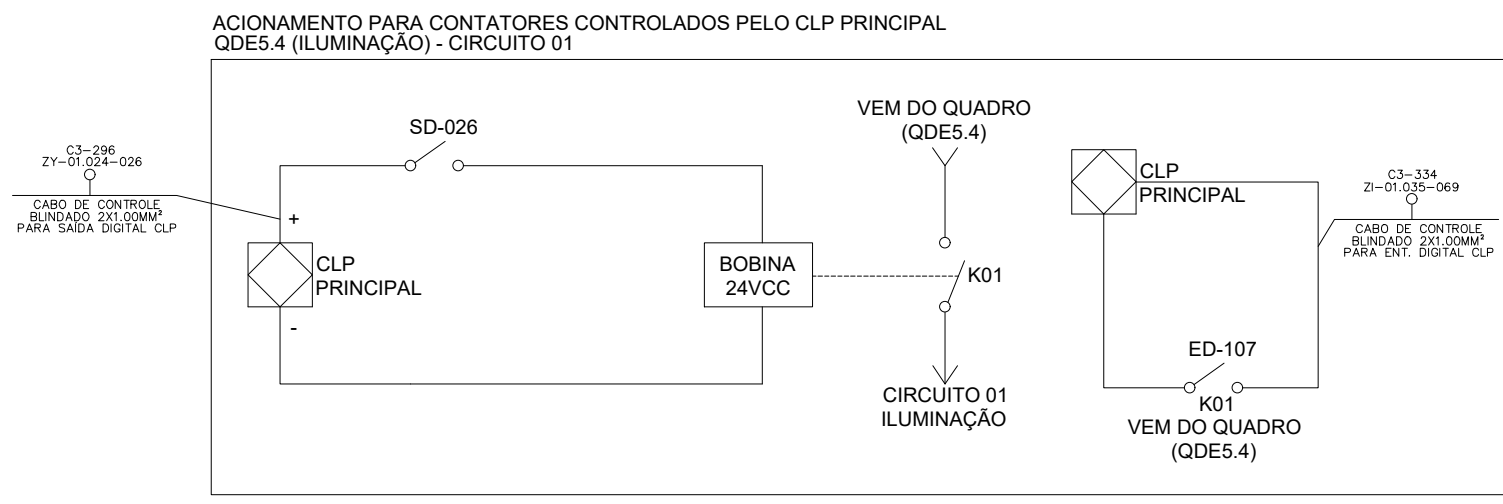 ACIONAMENTO PARA CONTATORES CONTROLADOS PELO CLP PRINCIPAL
QDE5.4 (ILUMINAÇÃO) - CIRCUITO 01
C3-296
ZY-01.024-026
CABO DE CONTROLE
BLINDADO 2X1.00MM²
PARA SAÍDA DIGITAL CLP
SD-026
+
CLP
PRINCIPAL
-
BOBINA
24VCC
VEM DO QUADRO
(QDE5.4)
K01
CIRCUITO 01
ILUMINAÇÃO
CLP
PRINCIPAL
ED-107
K01
VEM DO QUADRO
(QDE5.4)
C3-334
ZI-01.035-069
CABO DE CONTROLE
BLINDADO 2X1.00MM²
PARA ENT. DIGITAL CLP